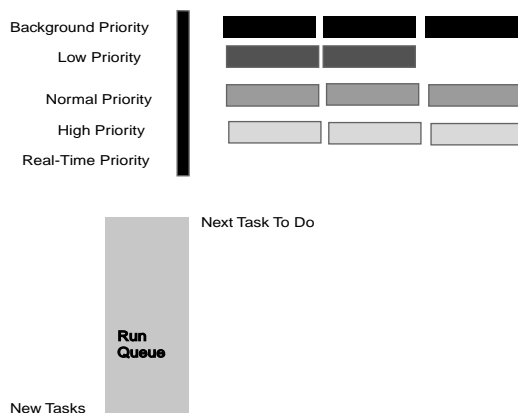 Background Priority
Low Priority
Normal Priority
High Priority
Real-Time Priority
Next Task To Do
Run
Queue
New Tasks